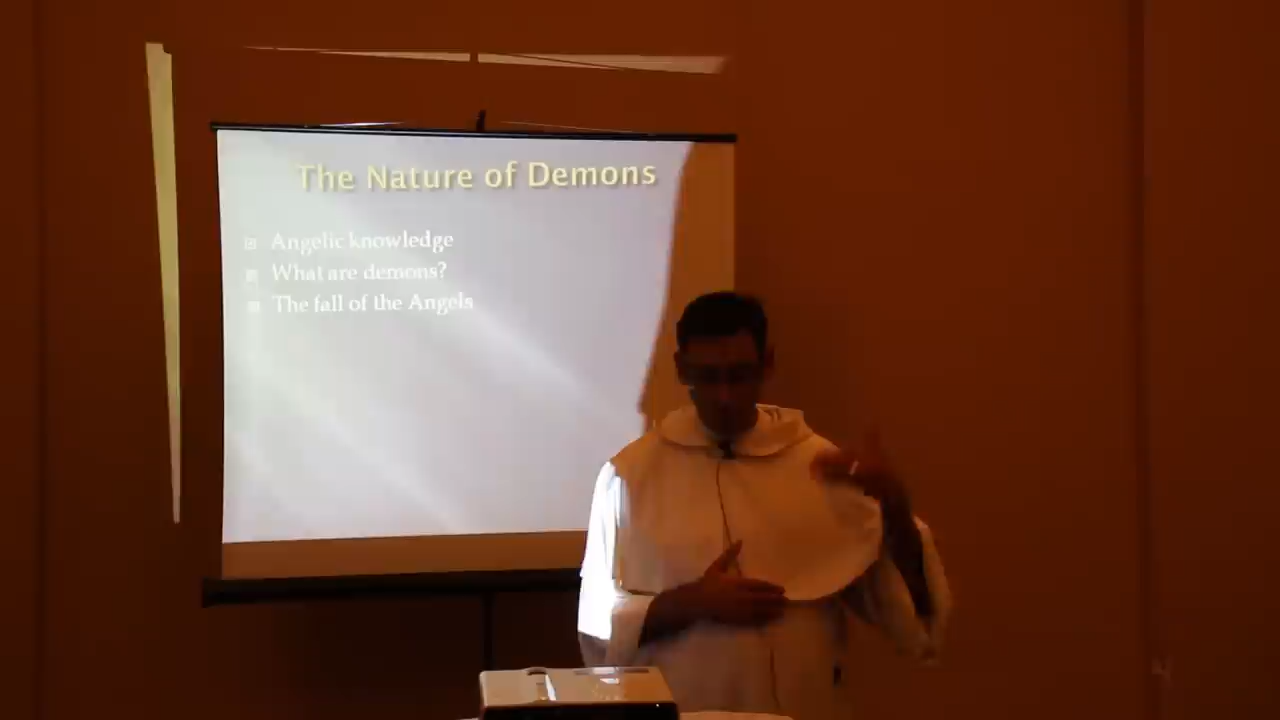 The Nature of Demons
Angelic knowledge
What are demons?
The fall of the Angels